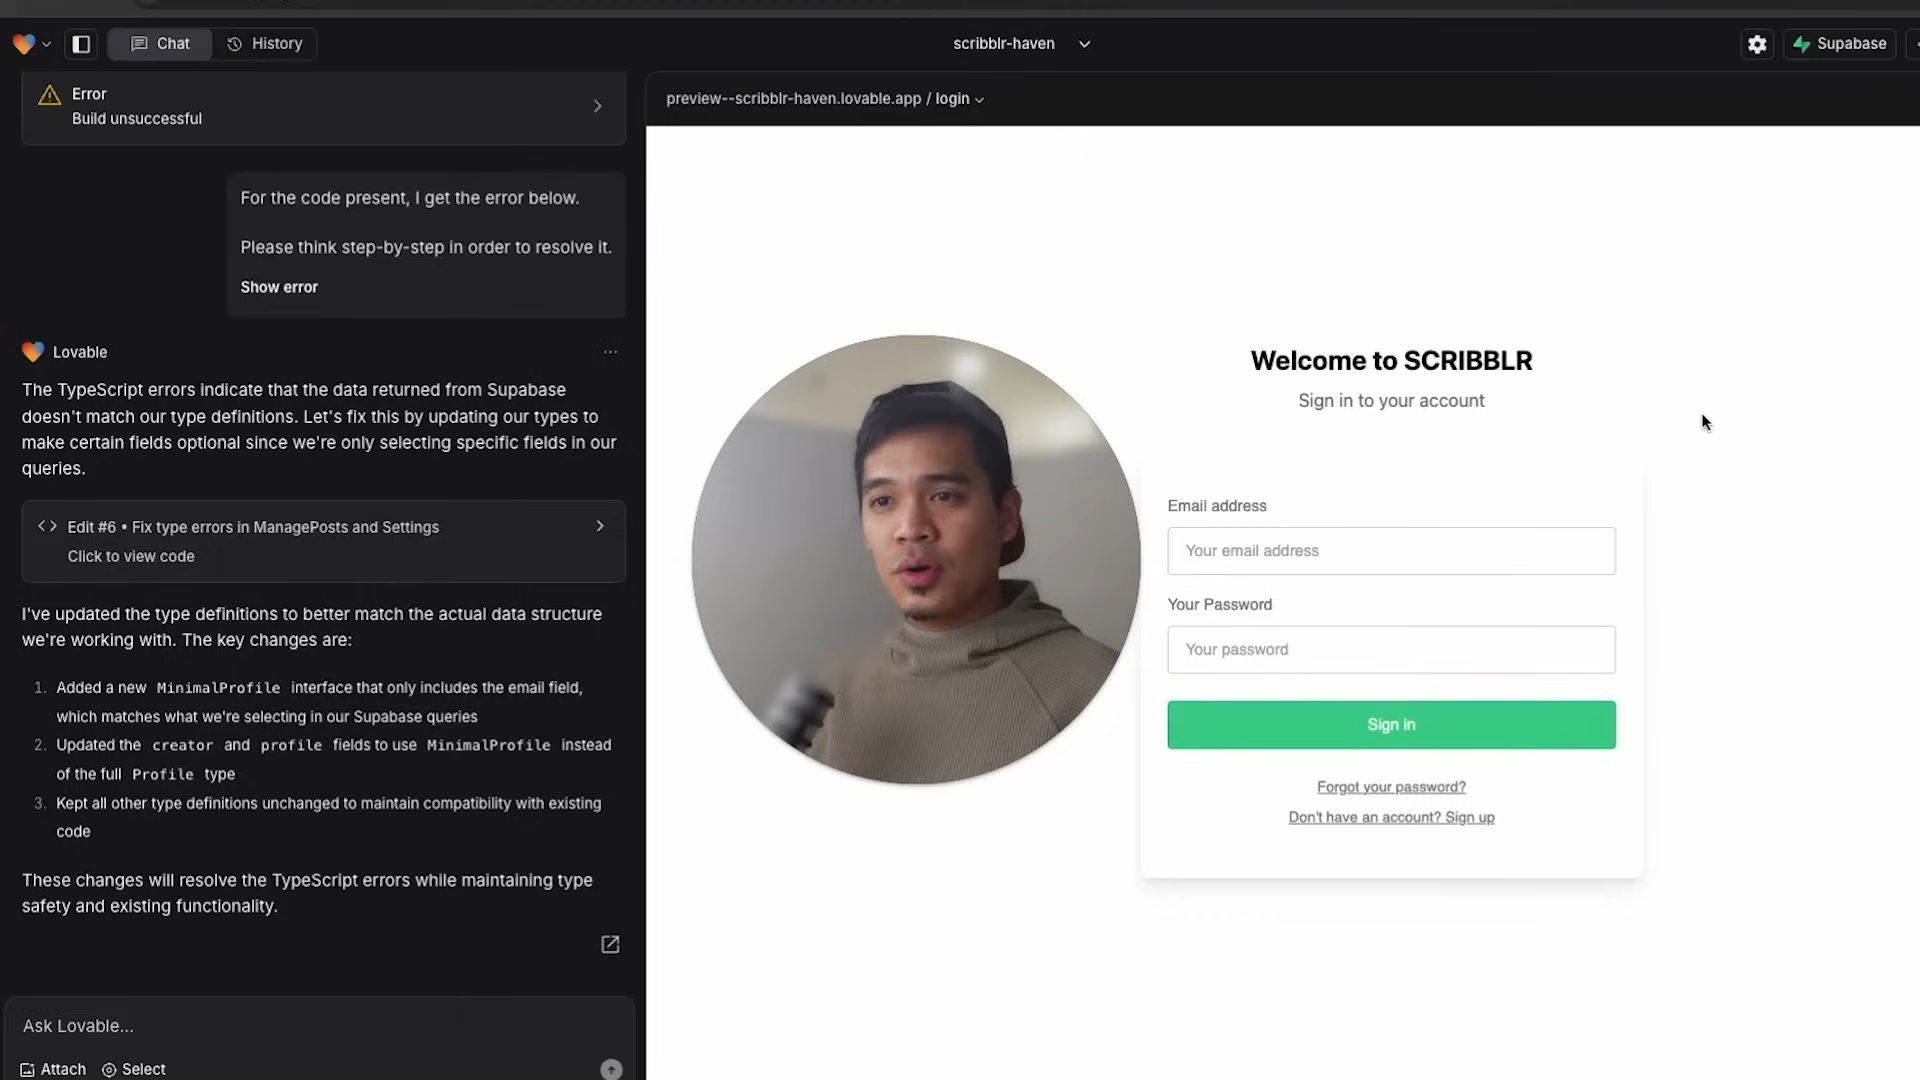 Chat
History
scribblr-haven
Supabase
Error
Build unsuccessful
preview--scribblr-haven.lovable.app / login
For the code present, I get the error below.
Please think step-by-step in order to resolve it.
Show error
Lovable
The TypeScript errors indicate that the data returned from Supabase
doesn't match our type definitions. Let's fix this by updating our types to
make certain fields optional since we're only selecting specific fields in our
queries.
Edit #6 • Fix type errors in ManagePosts and Settings
Click to view code
I've updated the type definitions to better match the actual data structure
we're working with. The key changes are:
1. Added a new MinimalProfile interface that only includes the email field,
which matches what we're selecting in our Supabase queries
2. Updated the creator and profile fields to use MinimalProfile instead
of the full Profile type
3. Kept all other type definitions unchanged to maintain compatibility with existing
code
These changes will resolve the TypeScript errors while maintaining type
safety and existing functionality.
Ask Lovable...
Attach
Select
Welcome to SCRIBBLR
Sign in to your account
Email address
Your email address
Your Password
Your password
Sign in
Forgot your password?
Don't have an account? Sign up